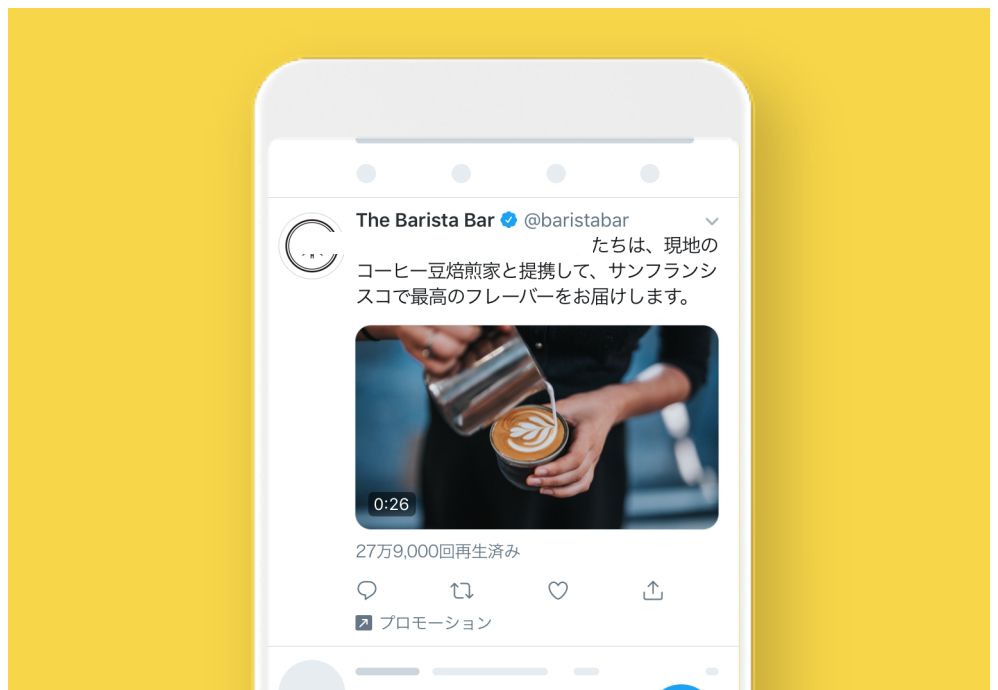 The Barista Bar @baristabar
たちは、現地の
コーヒー豆焙煎家と提携して、サンフランシ
スコで最高のフレーバーをお届けします。
0:26
27万9,000回再生済み
プロモーション